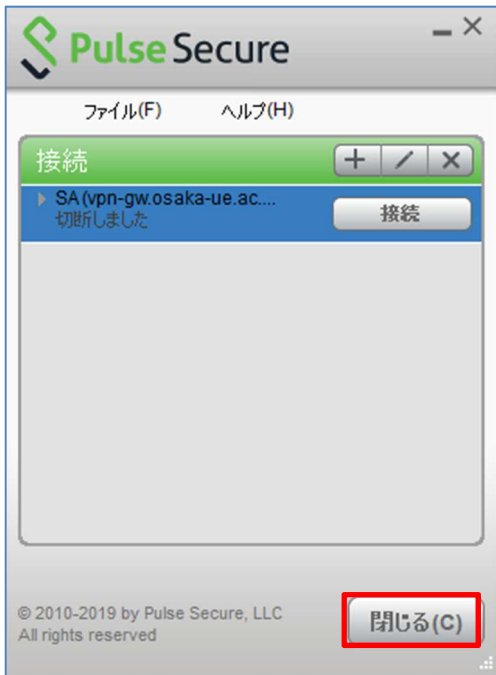 Pulse Secure
ファイル(F) ヘルプ(H)
接続
SA (vpn-gw.osaka-ue.ac....
接続
切断しました
© 2010-2019 by Pulse Secure, LLC
All rights reserved
閉じる(C)